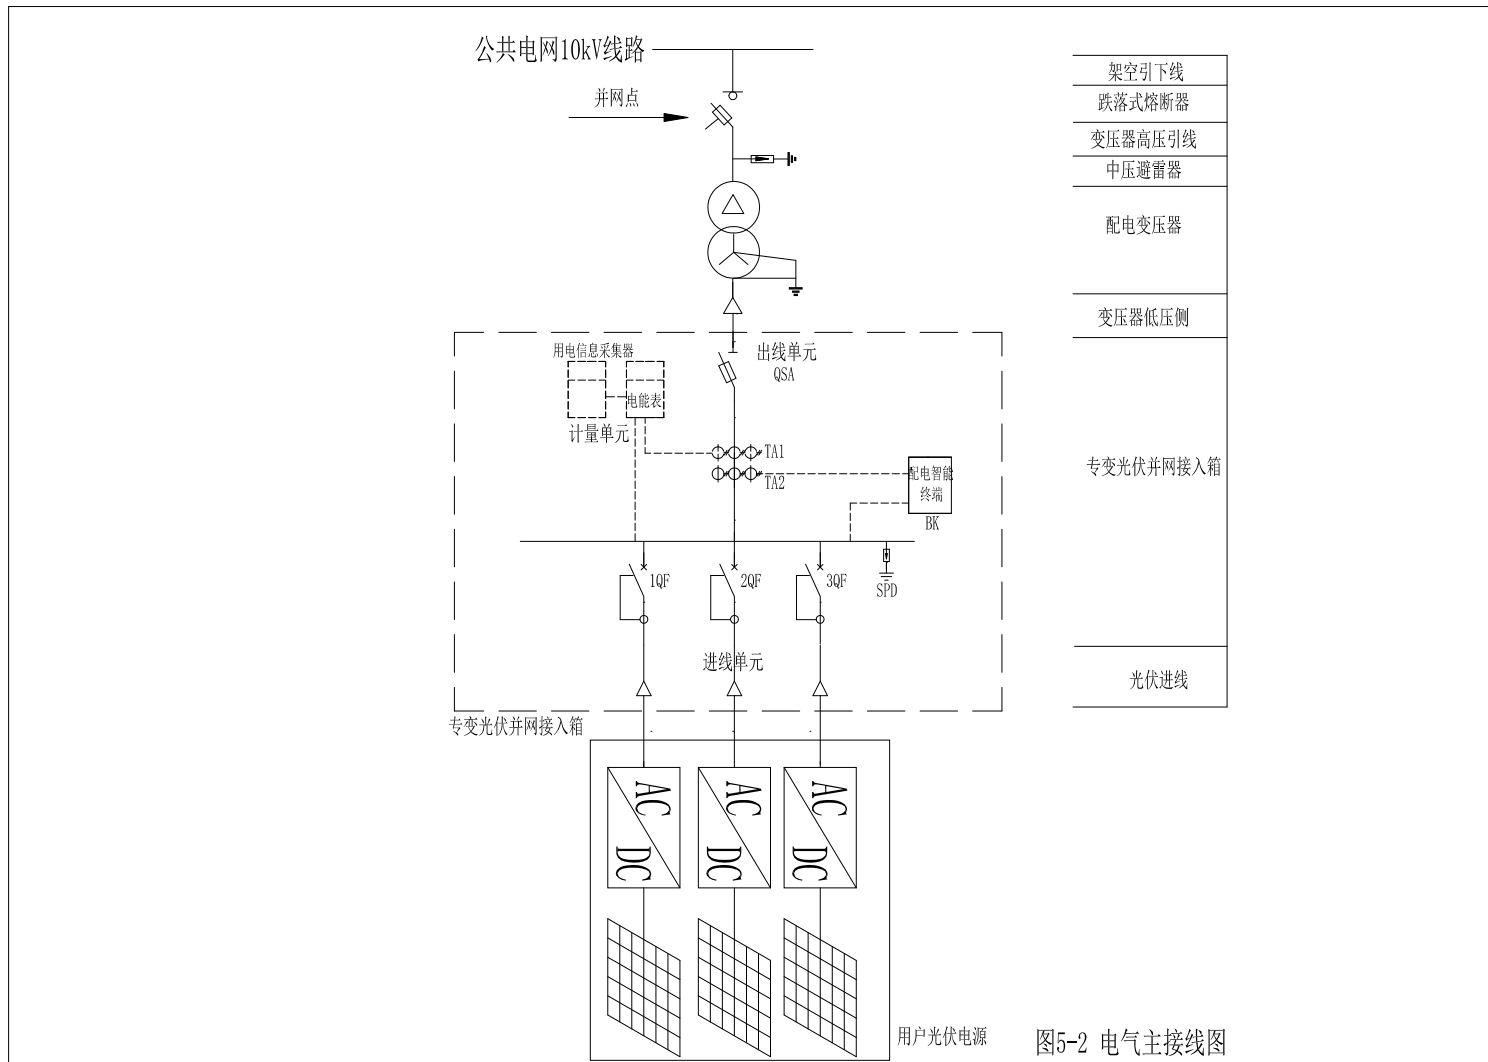 公共电网10kV线路
并网点
架空引下线
跌落式熔断器
变压器高压引线
中压避雷器
配电变压器
变压器低压侧
专变光伏并网接入箱
光伏进线
用电信息采集器
电能表
计量单元
出线单元
QSA
TA1
TA2
配电智能
终端
BK
1QF
2QF
3QF
SPD
进线单元
专变光伏并网接入箱
AC
DC
AC
DC
AC
DC
用户光伏电源
图5-2 电气主接线图